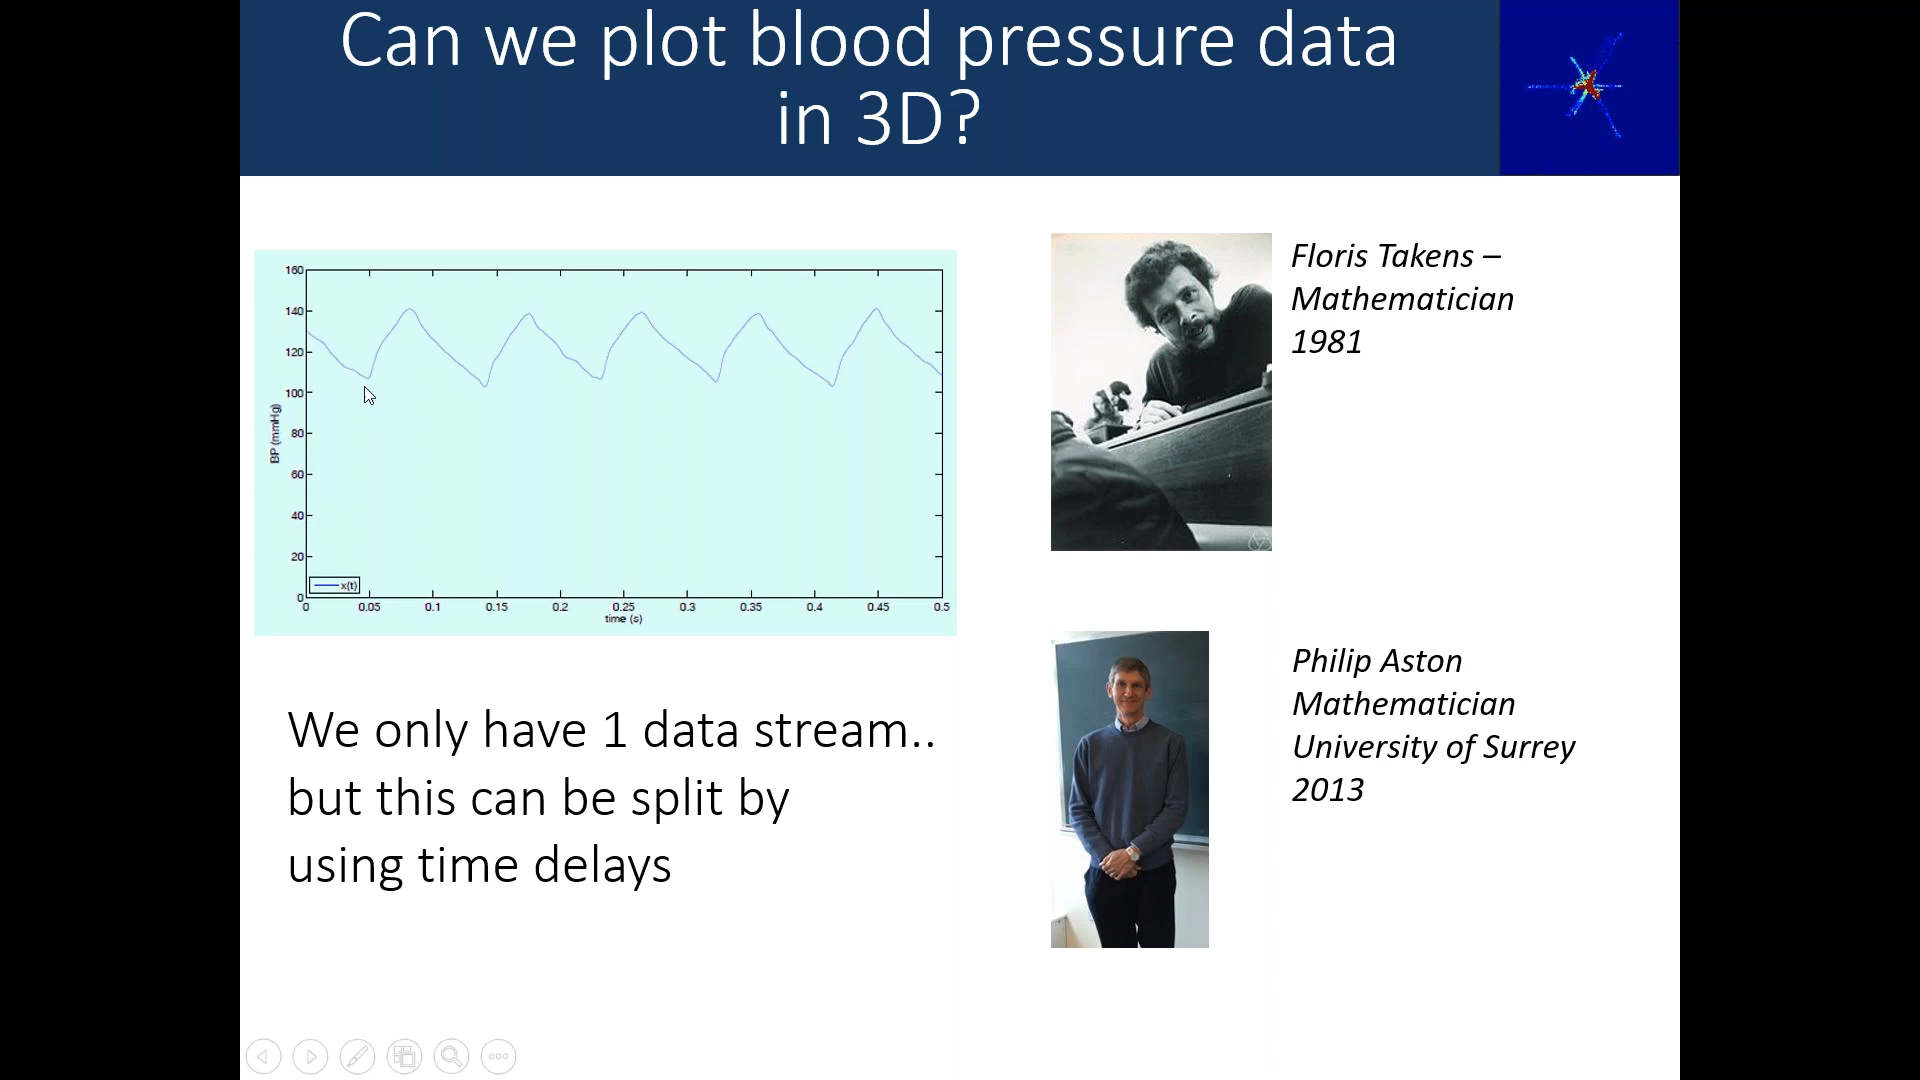 Can we plot blood pressure data
in 3D?
160
140
120
100
80
60
40
20
0
BP (mmHg)
x(t)
0 0.05 0.1 0.15 0.2 0.25 0.3 0.35 0.4 0.45 0.5
time (s)
Floris Takens –
Mathematician
1981
We only have 1 data stream..
but this can be split by
using time delays
Philip Aston
Mathematician
University of Surrey
2013